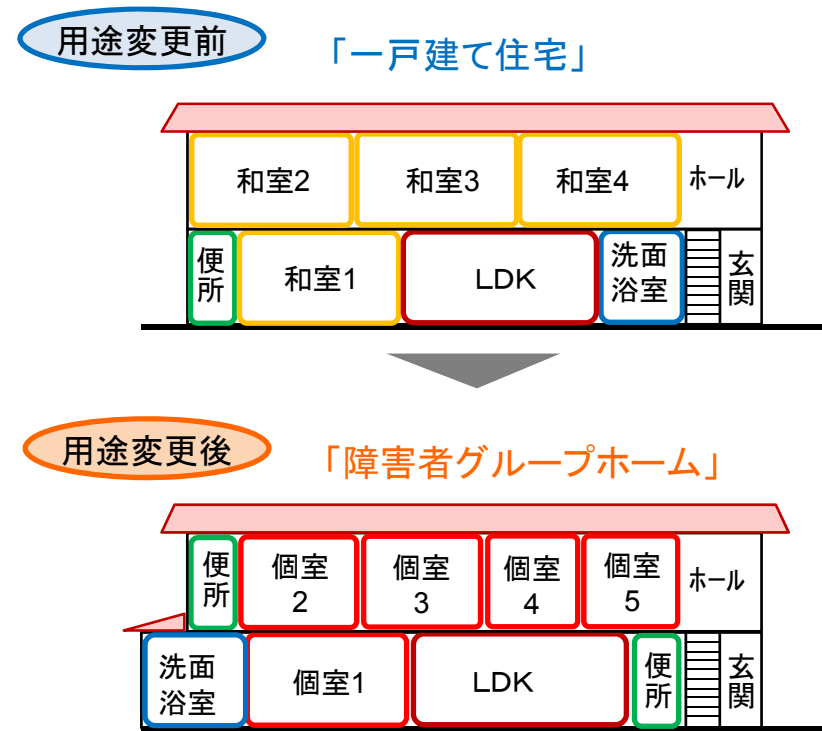 用途変更前
「一戸建て住宅」
和室2
和室3
和室4
ホール
便所
和室1
LDK
洗面
浴室
玄関
用途変更後
「障害者グループホーム」
便所
個室
2
個室
3
個室
4
個室
5
ホール
洗面
浴室
個室1
LDK
便所
玄関